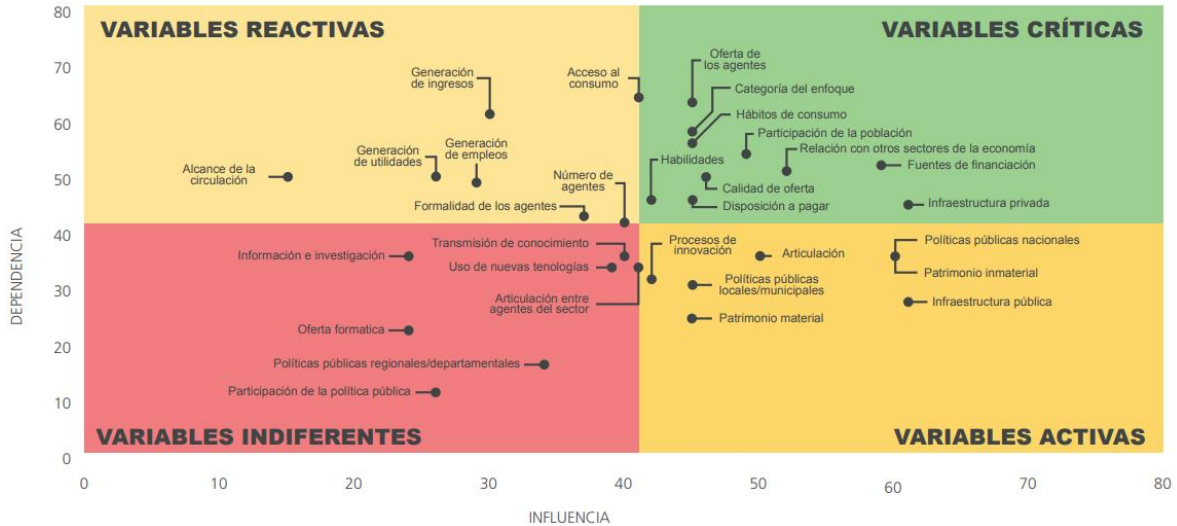 80
70
60
50
40
30
20
10
0
DEPENDENCIA
VARIABLES REACTIVAS
Generación
de ingresos
Acceso al
consumo
Alcance de la
circulación
Generación
de utilidades
Generación
de empleos
Número de
agentes
Formalidad de los agentes
VARIABLES CRÍTICAS
Oferta de
los agentes
Categoría del enfoque
Hábitos de consumo
Participación de la población
Relación con otros sectores de la economía
Habilidades
Fuentes de financiación
Calidad de oferta
Disposición a pagar
Infraestructura privada
Información e investigación
Transmisión de conocimiento
Uso de nuevas tenologías
Articulación entre
agentes del sector
Oferta formatica
Políticas públicas regionales/departamentales
Participación de la política pública
VARIABLES INDIFERENTES
Procesos de
innovación
Articulación
Políticas públicas nacionales
Políticas públicas
locales/municipales
Patrimonio inmaterial
Patrimonio material
Infraestructura pública
VARIABLES ACTIVAS
0
10
20
30
40
50
60
70
80
INFLUENCIA